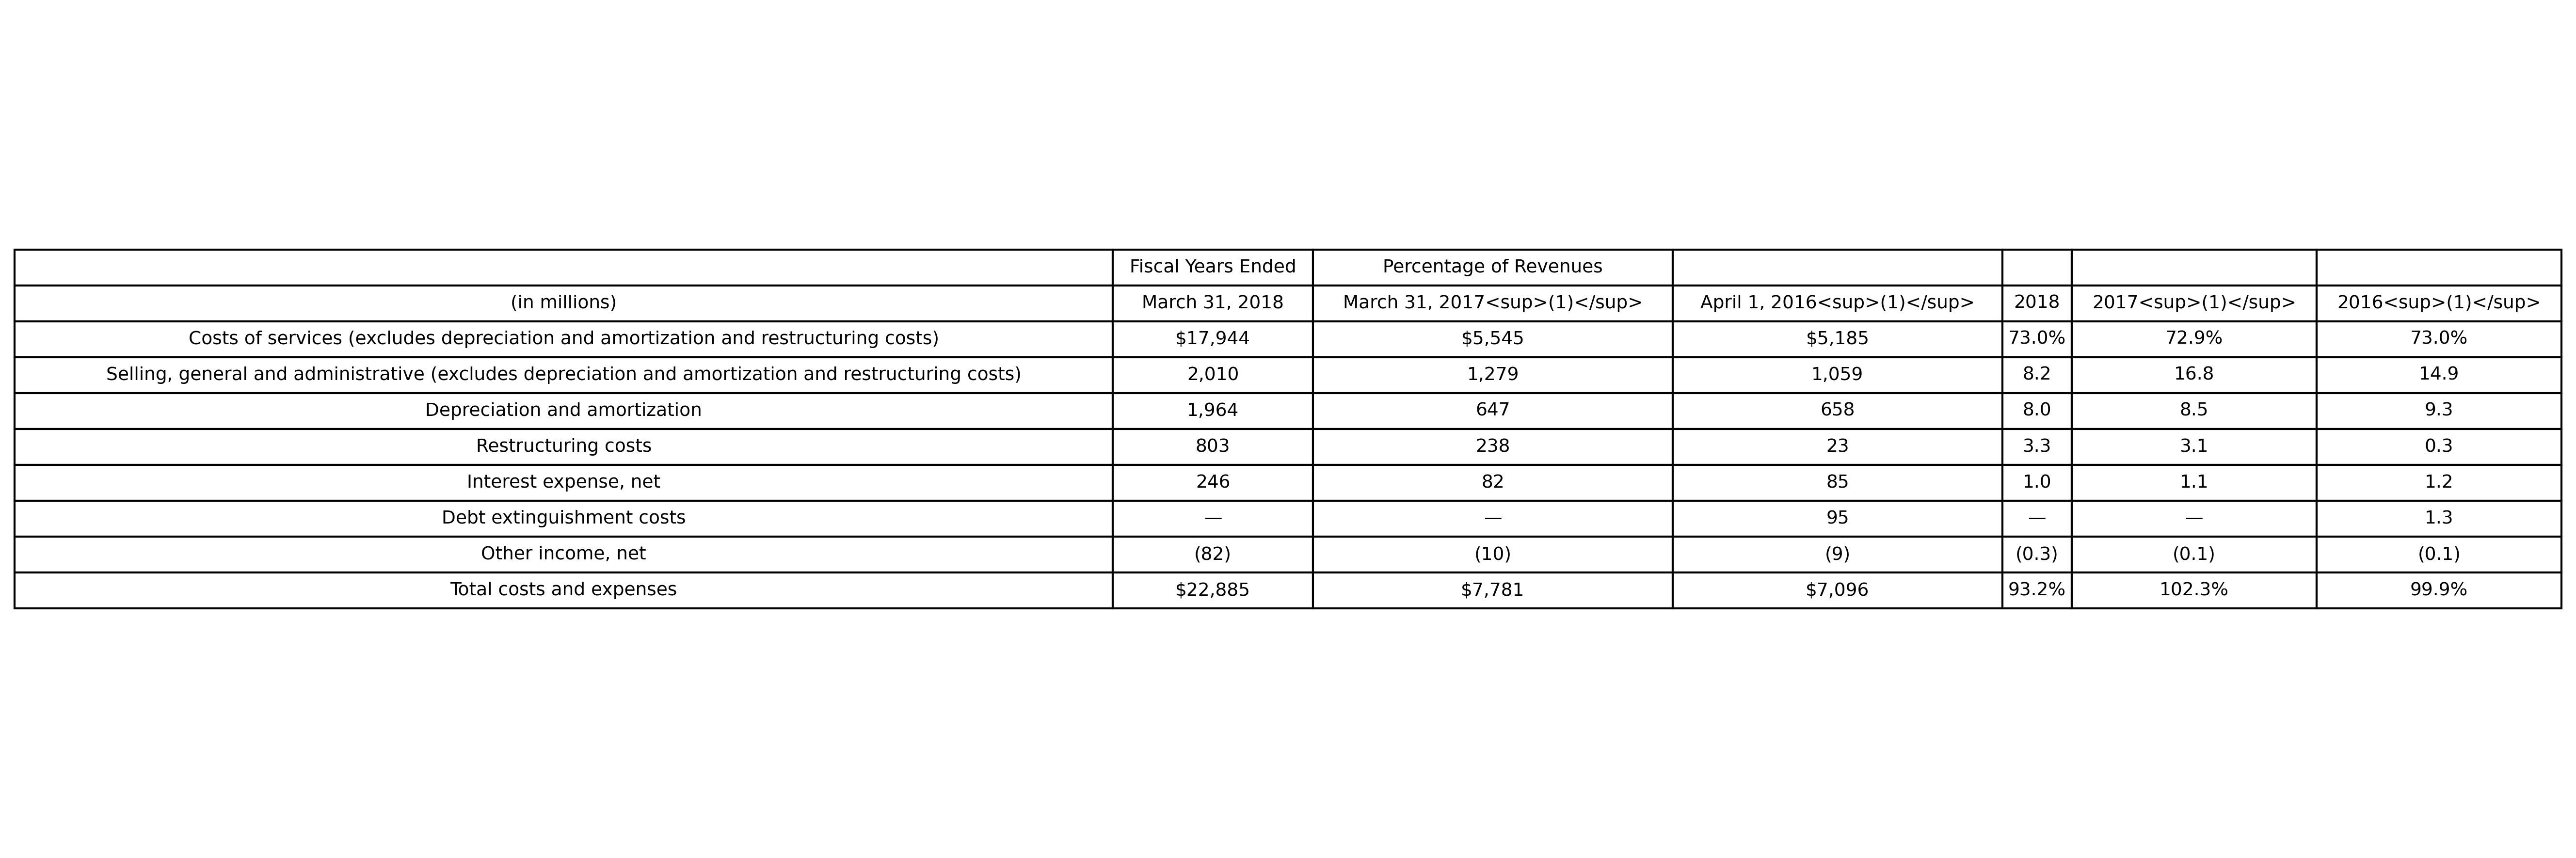 Fiscal Years Ended Percentage of Revenues
(in millions) March 31, 2018 March 31, 2017<sup>(1)</sup> April 1, 2016<sup>(1)</sup> 2018 2017<sup>(1)</sup> 2016<sup>(1)</sup>
Costs of services (excludes depreciation and amortization and restructuring costs) $17,944 $5,545 $5,185 73.0% 72.9% 73.0%
Selling, general and administrative (excludes depreciation and amortization and restructuring costs) 2,010 1,279 1,059 8.2 16.8 14.9
Depreciation and amortization 1,964 647 658 8.0 8.5 9.3
Restructuring costs 803 238 23 3.3 3.1 0.3
Interest expense, net 246 82 85 1.0 1.1 1.2
Debt extinguishment costs — — 95 — — 1.3
Other income, net (82) (10) (9) (0.3) (0.1) (0.1)
Total costs and expenses $22,885 $7,781 $7,096 93.2% 102.3% 99.9%